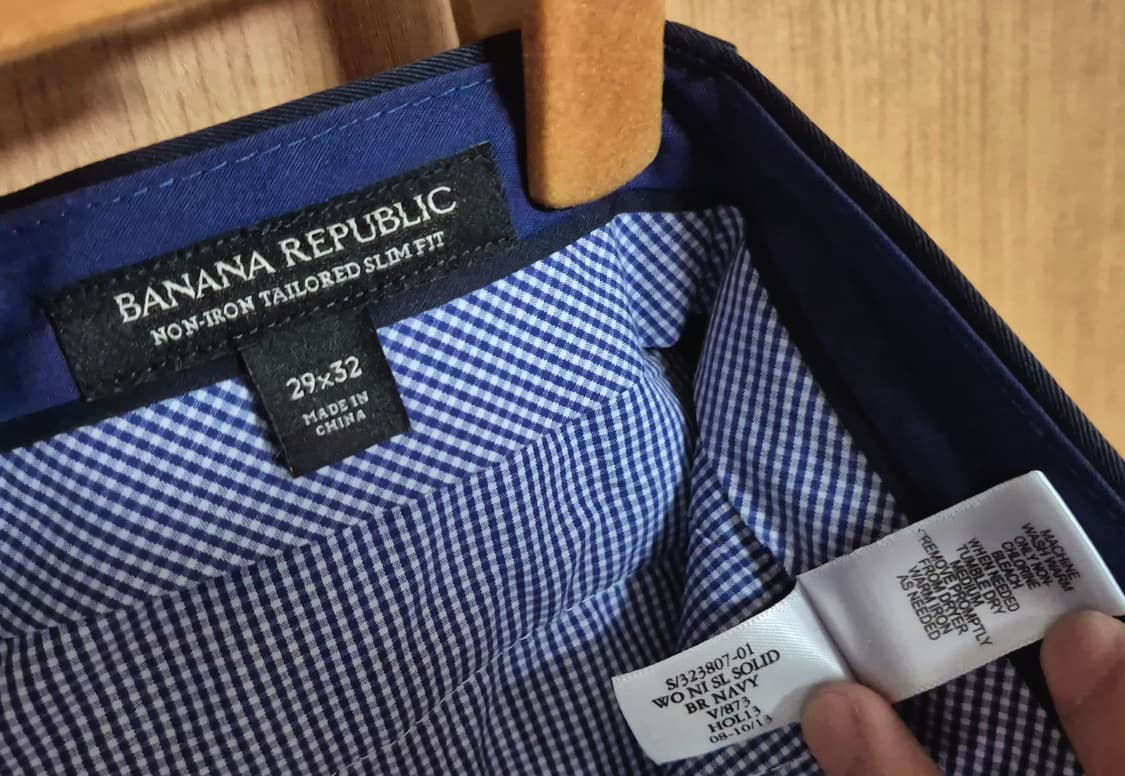 BANANA REPUBLIC
NON-IRON TAILORED SLIM FIT
29x32
MADE IN
CHINA
S/323807-01
WO NI SL SOLID
BR NAVY
V/873
HOL13
08-10/13
MACHINE
WASH WARM
ONLY NON-
CHLORINE
BLEACH
WHEN NEEDED
TUMBLE DRY
MEDIUM
REMOVE PROMPTLY
FROM DRYER
WARM IRON
AS NEEDED